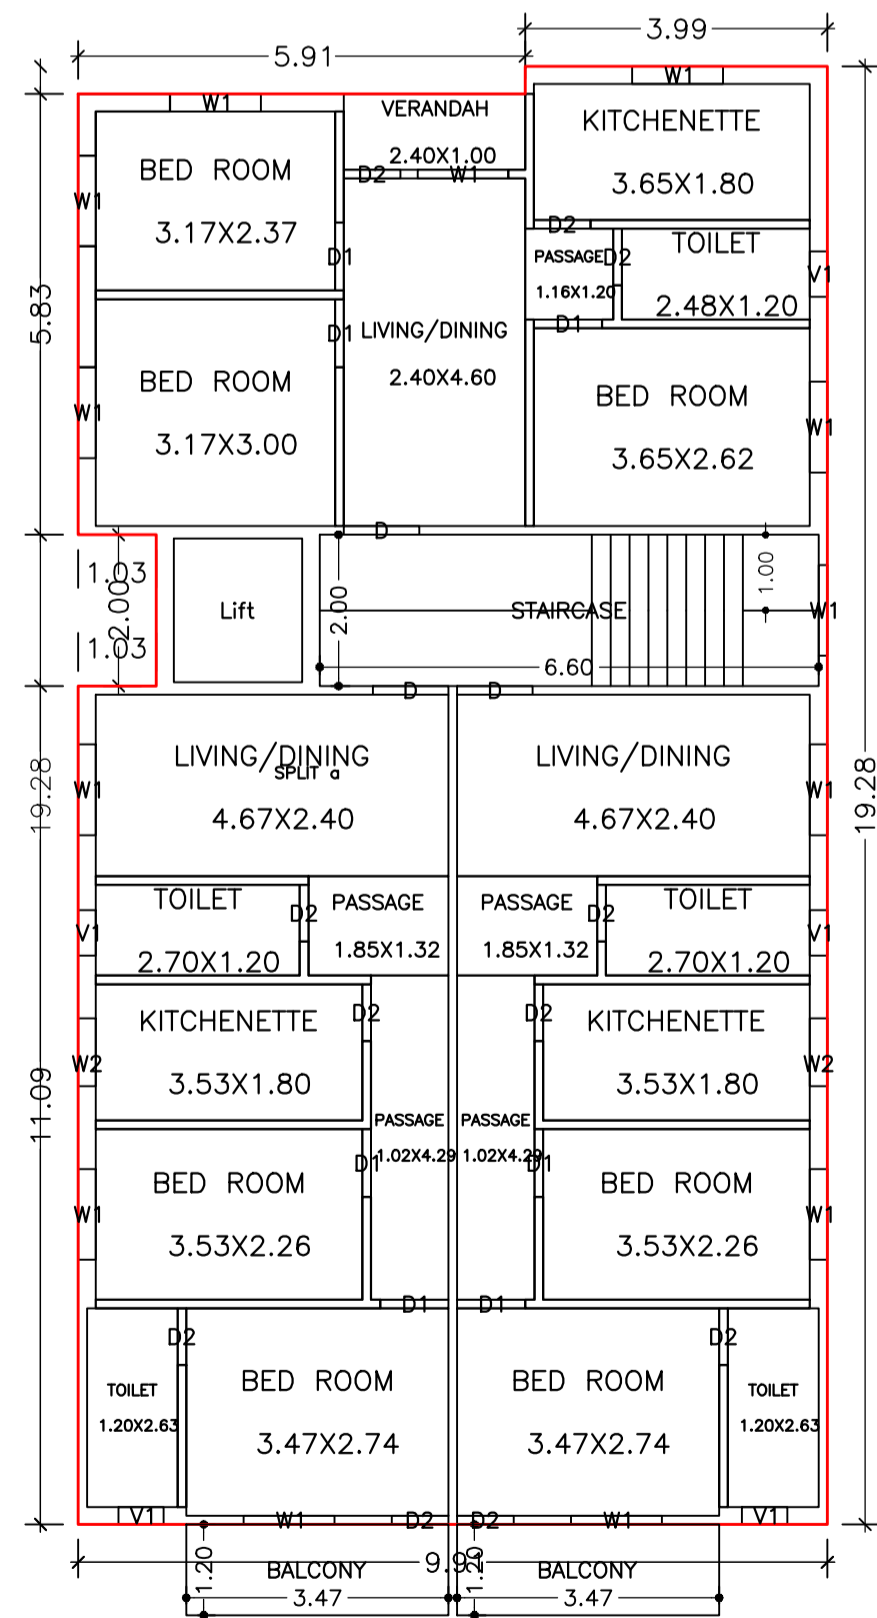 3.99
5.91
W1
W1
VERANDAH
2.40X1.00
D2
W1
KITCHENETTE
3.65X1.80
BED ROOM
3.17X2.37
W1
D1
D2
PASSAGE
1.16X1.20
D2
TOILET
2.48X1.20
V1
D1
5.83
D1
LIVING/DINING
2.40X4.60
BED ROOM
3.17X3.00
W1
BED ROOM
3.65X2.62
W1
D
1.03
2.00
1.03
Lift
2.00
STAIRCASE
1.00
W1
6.60
D
D
19.28
19.28
LIVING/DINING
SPLIT a
4.67X2.40
W1
LIVING/DINING
4.67X2.40
W1
TOILET
2.70X1.20
V1
D2
PASSAGE
1.85X1.32
PASSAGE
1.85X1.32
D2
TOILET
2.70X1.20
V1
KITCHENETTE
3.53X1.80
W2
D2
D2
KITCHENETTE
3.53X1.80
W2
11.09
PASSAGE
1.02X4.29
PASSAGE
1.02X4.29
BED ROOM
3.53X2.26
W1
D1
D1
BED ROOM
3.53X2.26
W1
D1
D1
D2
D2
TOILET
1.20X2.63
BED ROOM
3.47X2.74
BED ROOM
3.47X2.74
TOILET
1.20X2.63
V1
W1
D2
D2
W1
V1
1.20
BALCONY
3.47
1.20
BALCONY
3.47